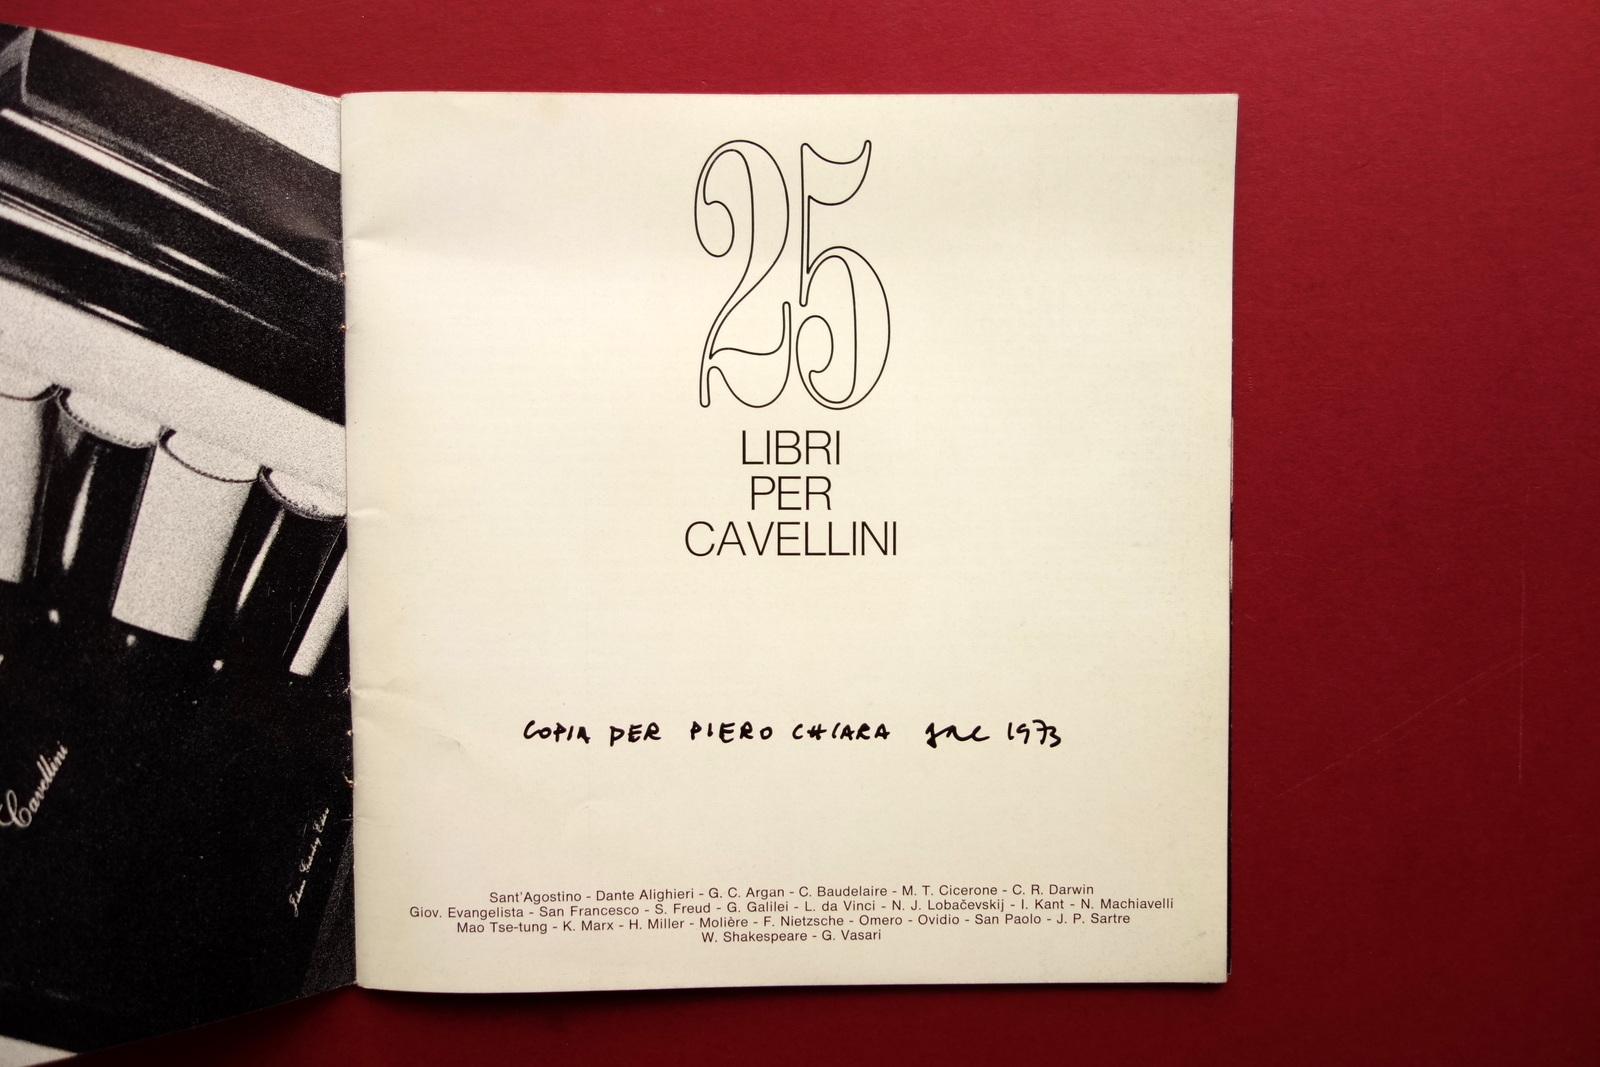 Cavellini
25
LIBRI
PER
CAVELLINI
COPIA PER PIERO CHIARA GAC 1973
Sant'Agostino - Dante Alighieri - G. C. Argan - C. Baudelaire - M. T. Cicerone - C. R. Darwin
Giov. Evangelista - San Francesco - S. Freud - G. Galilei - L. da Vinci - N. J. Lobačevskij - I. Kant - N. Machiavelli
Mao Tse-tung - K. Marx - H. Miller - Molière - F. Nietzsche - Omero - Ovidio - San Paolo - J. P. Sartre
W. Shakespeare - G. Vasari